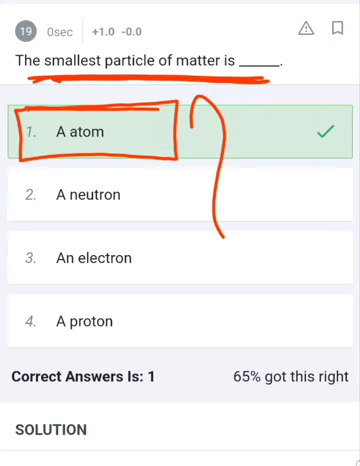 19 0sec +1.0 -0.0
The smallest particle of matter is ______.
1. A atom
2. A neutron
3. An electron
4. A proton
Correct Answers Is: 1 65% got this right
SOLUTION